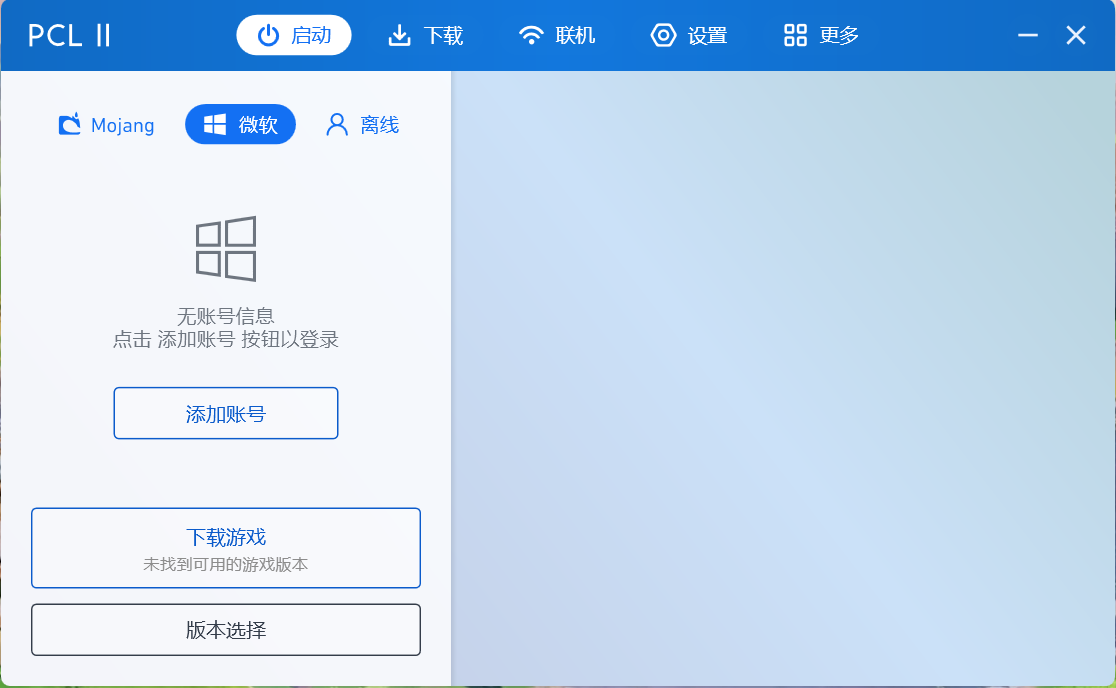 PCL II
启动
下载
联机
设置
更多
Mojang
微软
离线
无账号信息
点击 添加账号 按钮以登录
添加账号
下载游戏
未找到可用的游戏版本
版本选择